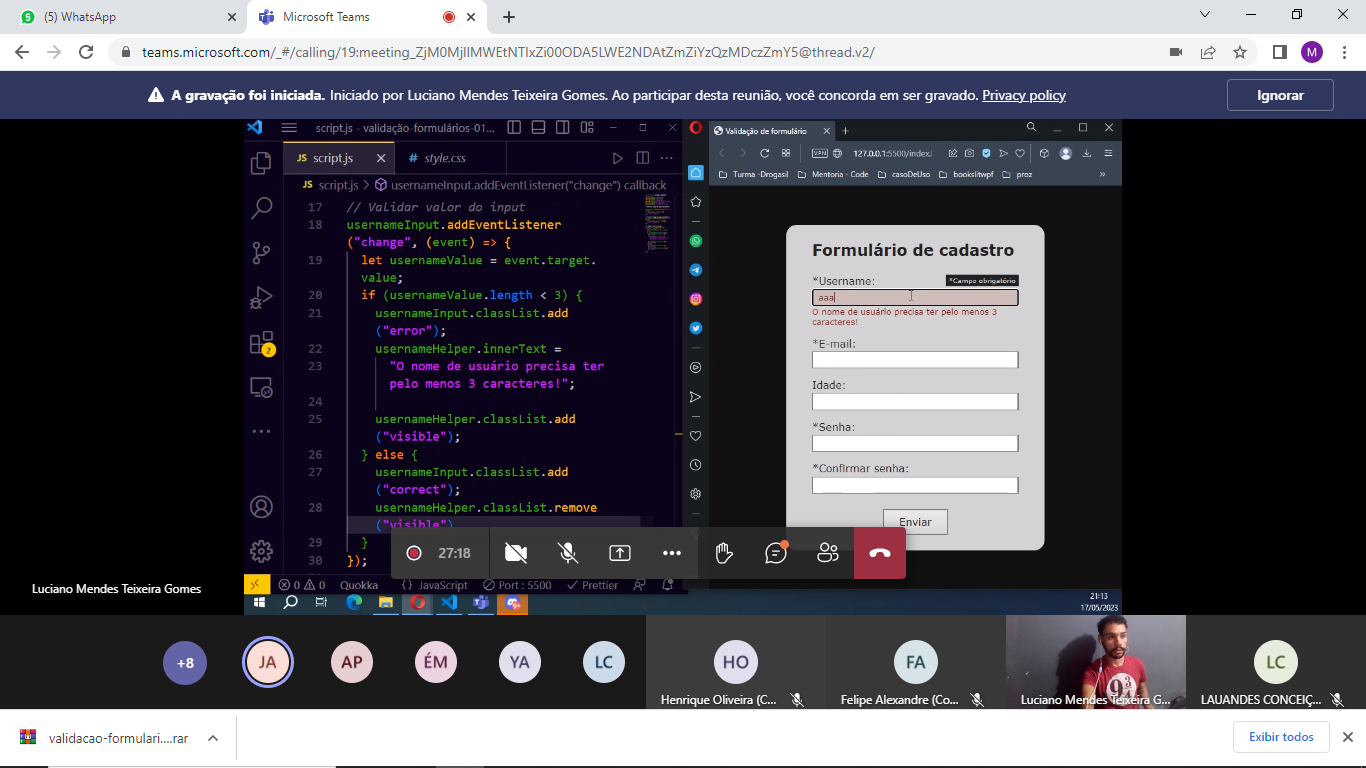 (5) WhatsApp
Microsoft Teams
teams.microsoft.com/_#/calling/19:meeting_ZjM0MjllMWEtNTIxZi00ODA5LWE2NDAtZmZiYzQzMDczZmY5@thread.v2/
M
A gravação foi iniciada. Iniciado por Luciano Mendes Teixeira Gomes. Ao participar desta reunião, você concorda em ser gravado. Privacy policy
Ignorar
script.js - validação-formulários-01...
JS script.js
# style.css
JS script.js > usernameInput.addEventListener("change") callback
17 // Validar valor do input
18 usernameInput.addEventListener
("change", (event) => {
19 let usernameValue = event.target.
value;
20 if (usernameValue.length < 3) {
21 usernameInput.classList.add
("error");
22 usernameHelper.innerText =
23 "O nome de usuário precisa ter
pelo menos 3 caracteres!";
24
25 usernameHelper.classList.add
("visible");
26 } else {
27 usernameInput.classList.add
("correct");
28 usernameHelper.classList.remove
("visible")
29 }
30 });
2
0 0 Quokka {} JavaScript Port : 5500 Prettier
Validação de formulário
VPN 127.0.0.1:5500/index.
Turma -Drogasil Mentoria - Code casoDeUso bookslitwpf proz
Formulário de cadastro
*Username:
*Campo obrigatório
aaa
O nome de usuário precisa ter pelo menos 3
caracteres!
*E-mail:
Idade:
*Senha:
*Confirmar senha:
Enviar
27:18
21:13
17/05/2023
Luciano Mendes Teixeira Gomes
+8
JA
AP
ÉM
YA
LC
HO
Henrique Oliveira (C...
FA
Felipe Alexandre (Co...
Luciano Mendes Teixeira G...
LC
LAUANDES CONCEIÇ...
validacao-formulari....rar
Exibir todos